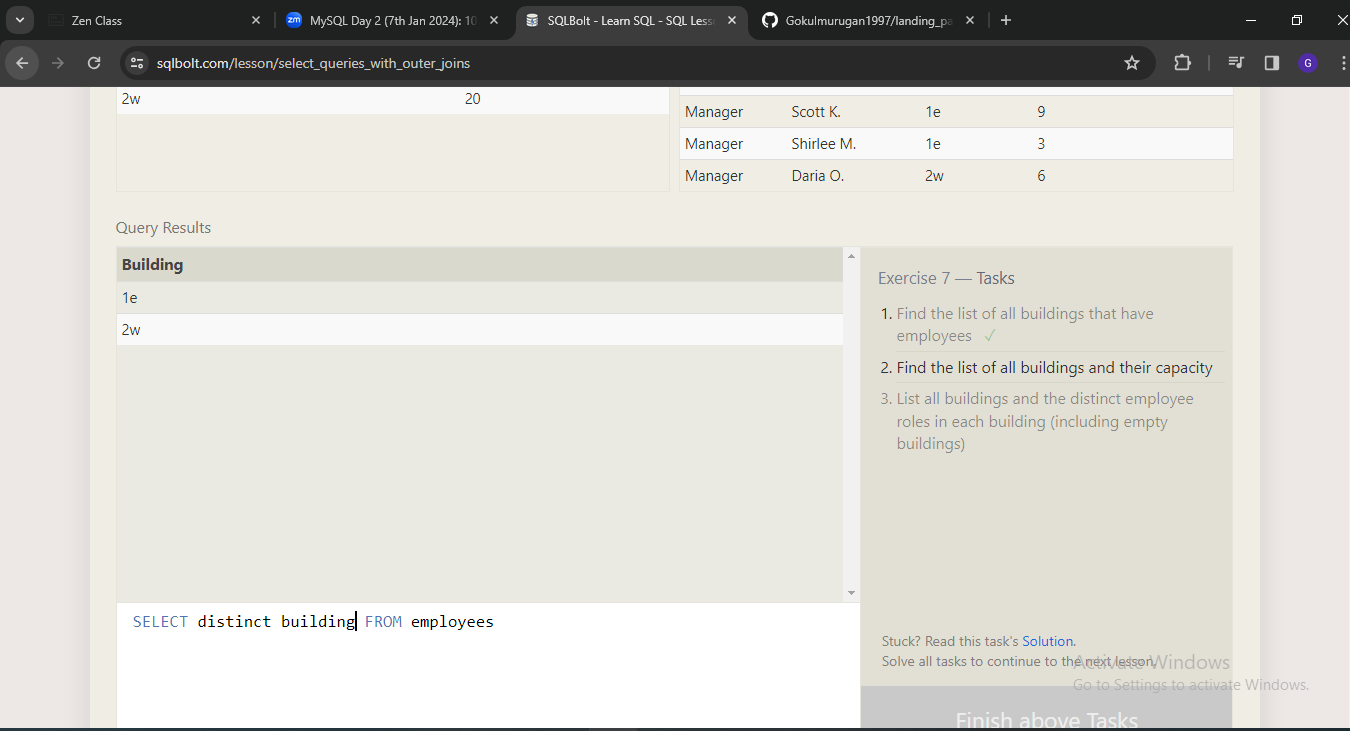 Zen Class
MySQL Day 2 (7th Jan 2024): 10
SQLBolt - Learn SQL - SQL Less
Gokulmurugan1997/landing_pa
sqlbolt.com/lesson/select_queries_with_outer_joins
G
2w 20
Manager Scott K. 1e 9
Manager Shirlee M. 1e 3
Manager Daria O. 2w 6
Query Results
Building
1e
2w
Exercise 7 — Tasks
1. Find the list of all buildings that have
employees ✓
2. Find the list of all buildings and their capacity
3. List all buildings and the distinct employee
roles in each building (including empty
buildings)
SELECT distinct building FROM employees
Stuck? Read this task's Solution.
Solve all tasks to continue to the next lesson.
Activate Windows
Go to Settings to activate Windows.
Finish above Tasks